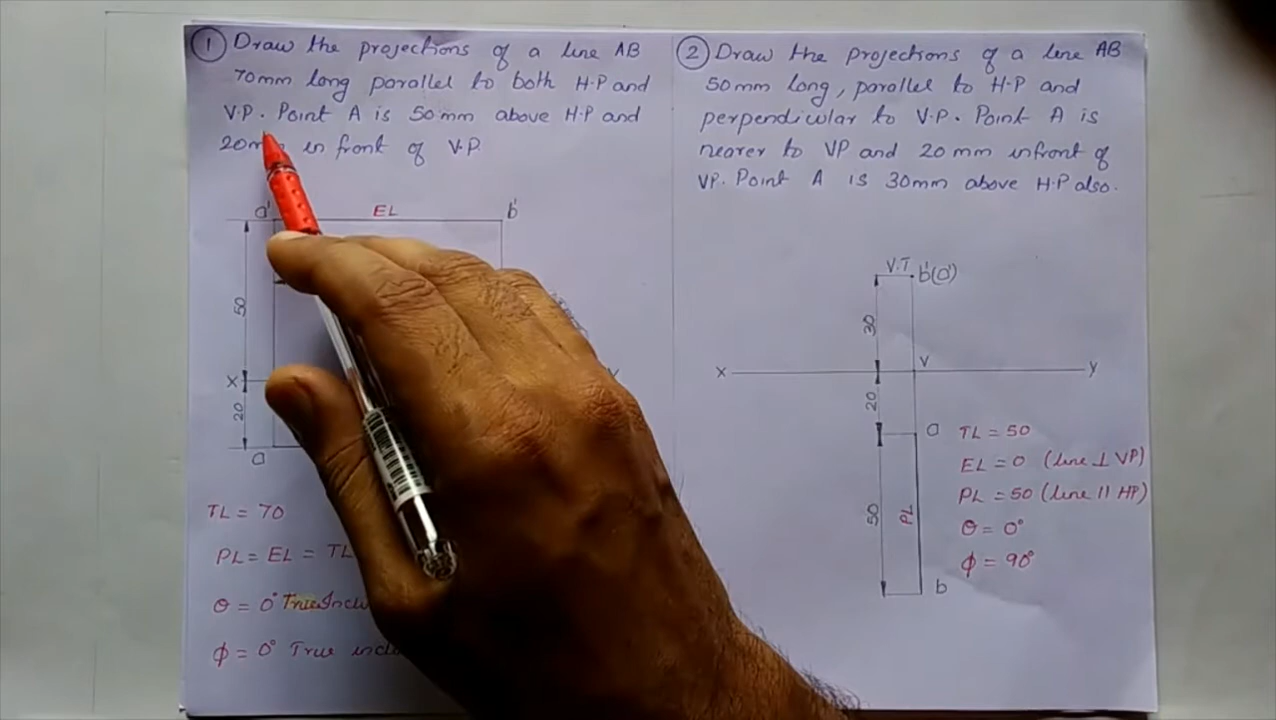 1 Draw the projections of a line AB
70mm long parallel to both H.P and
V.P. Point A is 50mm above H.P and
in front of V.P.
a' EL b'
50
X Y
20
a
TL = 70
PL = EL = TL
θ = 0° True
φ = 0° True
2 Draw the projections of a line AB
50mm long, parallel to H.P and
perpendicular to V.P. Point A is
nearer to VP and 20mm infront of
VP. Point A is 30mm above H.P also.
V.T b'(a')
30
X V Y
20
a
50
PL
b
TL = 50
EL = 0 (line ⊥ VP)
PL = 50 (line || HP)
θ = 0°
φ = 90°